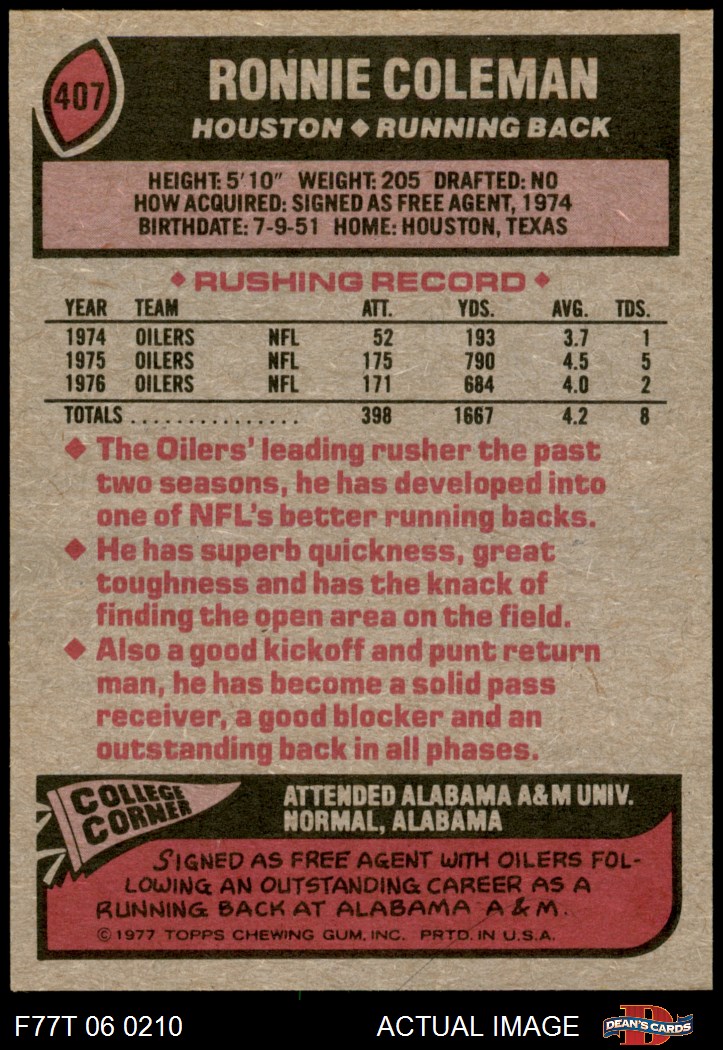 407
RONNIE COLEMAN
HOUSTON ◆ RUNNING BACK
HEIGHT: 5'10" WEIGHT: 205 DRAFTED: NO
HOW ACQUIRED: SIGNED AS FREE AGENT, 1974
BIRTHDATE: 7-9-51 HOME: HOUSTON, TEXAS
◆ RUSHING RECORD ◆
YEAR TEAM ATT. YDS. AVG. TDS.
1974 OILERS NFL 52 193 3.7 1
1975 OILERS NFL 175 790 4.5 5
1976 OILERS NFL 171 684 4.0 2
TOTALS ............... 398 1667 4.2 8
◆ The Oilers' leading rusher the past
two seasons, he has developed into
one of NFL's better running backs.
◆ He has superb quickness, great
toughness and has the knack of
finding the open area on the field.
◆ Also a good kickoff and punt return
man, he has become a solid pass
receiver, a good blocker and an
outstanding back in all phases.
COLLEGE
CORNER
ATTENDED ALABAMA A&M UNIV.
NORMAL, ALABAMA
SIGNED AS FREE AGENT WITH OILERS FOL-
LOWING AN OUTSTANDING CAREER AS A
RUNNING BACK AT ALABAMA A & M.
©1977 TOPPS CHEWING GUM, INC. PRTD. IN U.S.A.
F77T 06 0210 ACTUAL IMAGE
D
DEAN'S CARDS